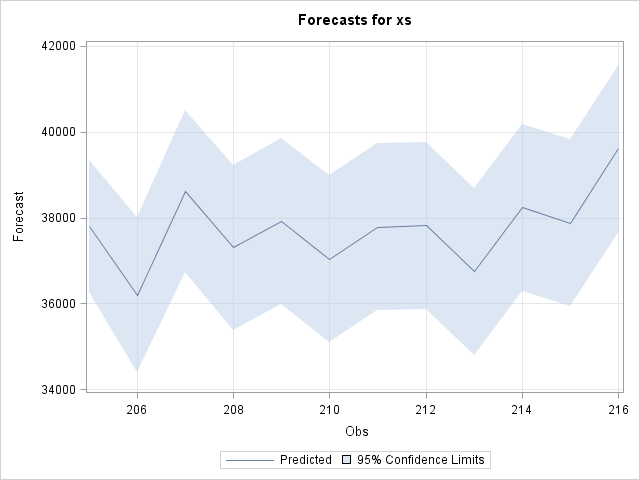 Forecasts for xs
42000
40000
38000
36000
34000
Forecast
206 208 210 212 214 216
Obs
Predicted 95% Confidence Limits